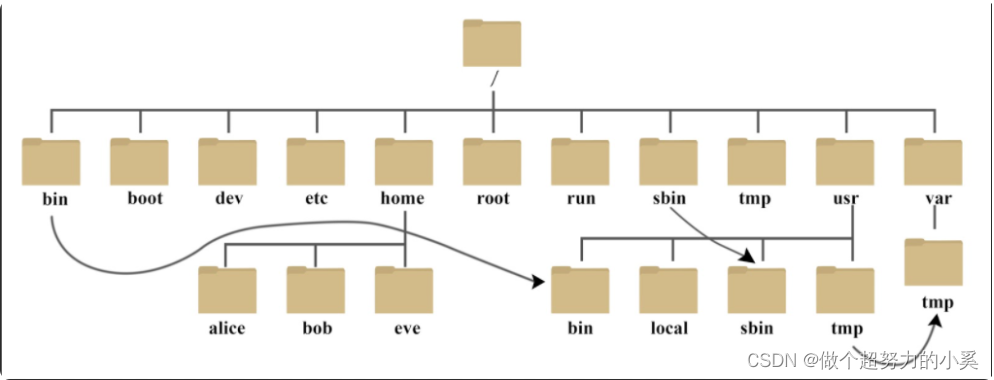 /
bin boot dev etc home root run sbin tmp usr var
tmp
alice bob eve bin local sbin tmp
CSDN @做个超努力的小奚